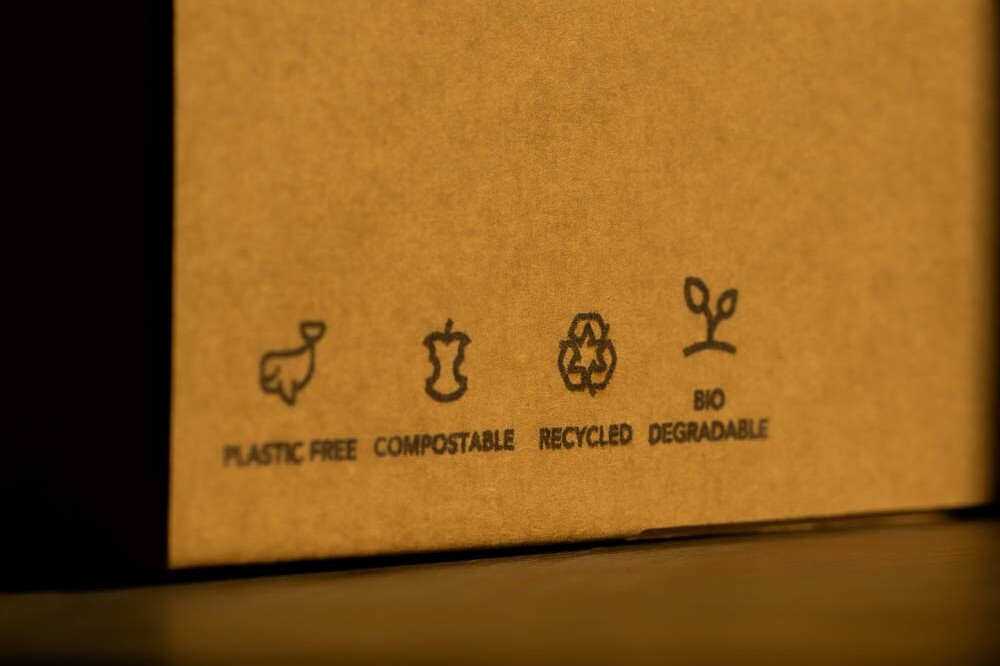 PLASTIC FREE
COMPOSTABLE
RECYCLED
BIO
DEGRADABLE